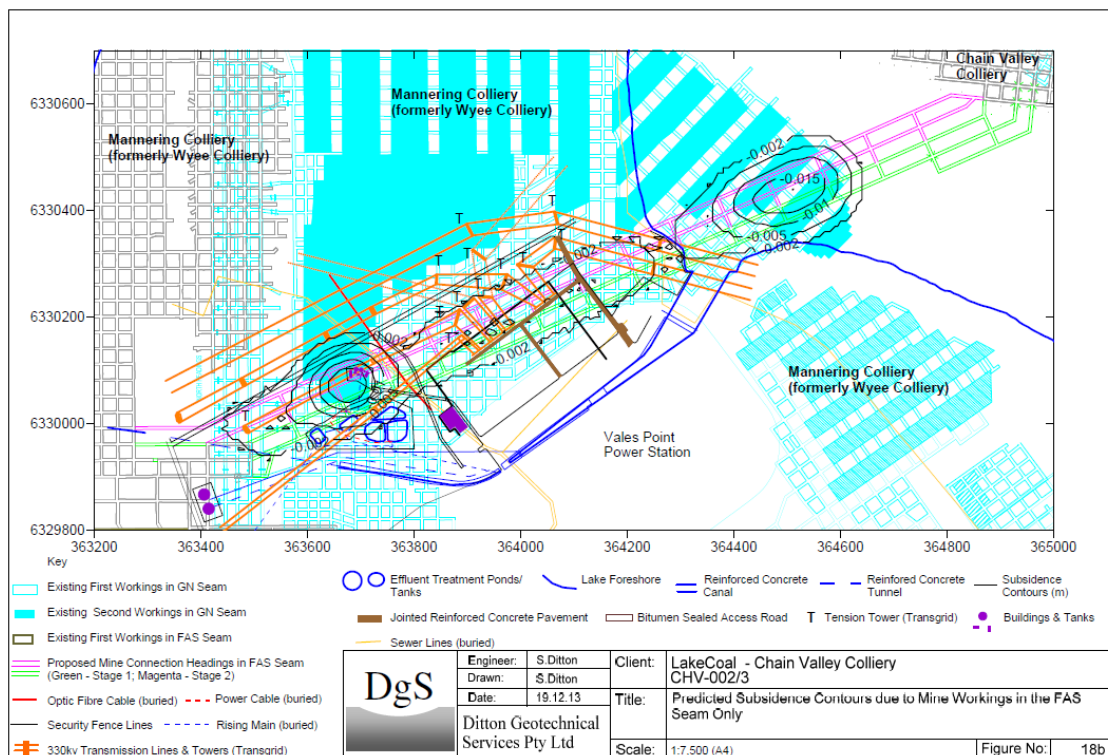 Chain Valley
Colliery
Mannering Colliery
(formerly Wyee Colliery)
Mannering Colliery
(formerly Wyee Colliery)
Mannering Colliery
(formerly Wyee Colliery)
Vales Point
Power Station
6330600
6330400
6330200
6330000
6329800
363200 363400 363600 363800 364000 364200 364400 364600 364800 365000
-0.002
-0.015
-0.01
-0.005
-0.002
-0.002
-0.002
-0.002
-0.002
T
T
T
T
T
T
T
T
T
T
T
Key
Existing First Workings in GN Seam
Existing Second Workings in GN Seam
Existing First Workings in FAS Seam
Proposed Mine Connection Headings in FAS Seam
(Green - Stage 1; Magenta - Stage 2)
Optic Fibre Cable (buried) Power Cable (buried)
Security Fence Lines Rising Main (buried)
330kv Transmission Lines & Towers (Transgrid)
Effluent Treatment Ponds/
Tanks
Lake Foreshore
Reinforced Concrete
Canal
Reinforced Concrete
Tunnel
Subsidence
Contours (m)
Jointed Reinforced Concrete Pavement Bitumen Sealed Access Road T Tension Tower (Transgrid) Buildings & Tanks
Sewer Lines (buried)
DgS
Engineer: S.Ditton
Drawn: S.Ditton
Date: 19.12.13
Ditton Geotechnical
Services Pty Ltd
Client: LakeCoal - Chain Valley Colliery
CHV-002/3
Title: Predicted Subsidence Contours due to Mine Workings in the FAS
Seam Only
Scale: 1:7,500 (A4) Figure No: 18b